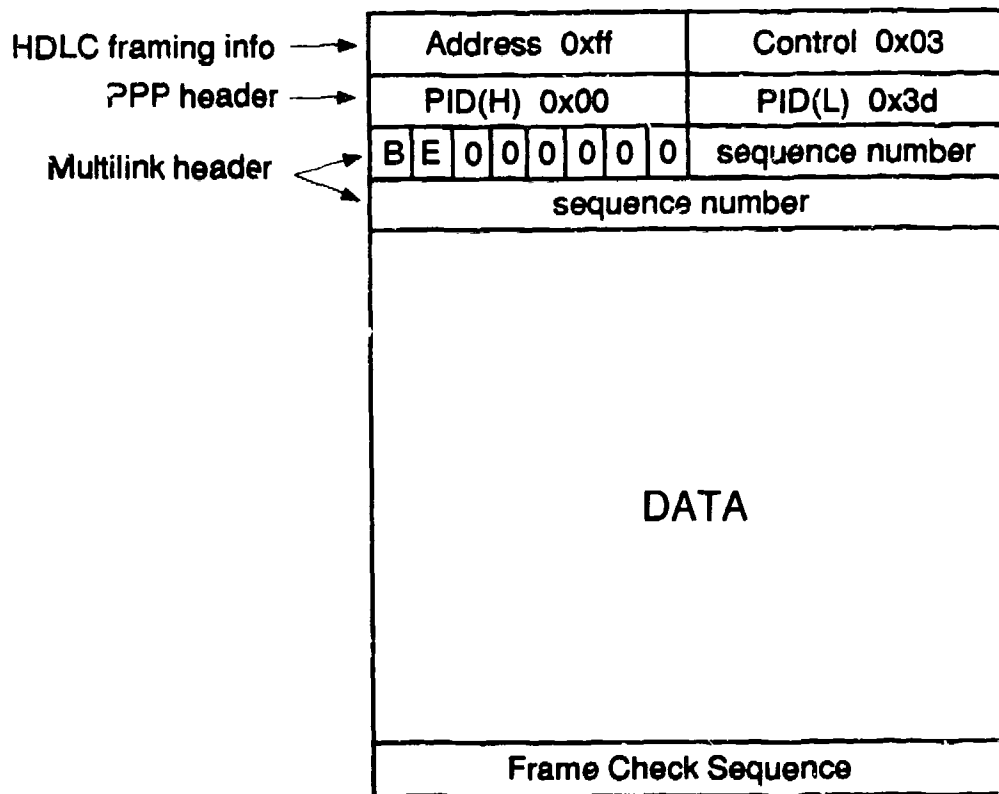 HDLC framing info Address 0xff Control 0x03
PPP header PID(H) 0x00 PID(L) 0x3d
Multilink header B E 0 0 0 0 0 0 sequence number
sequence number
DATA
Frame Check Sequence